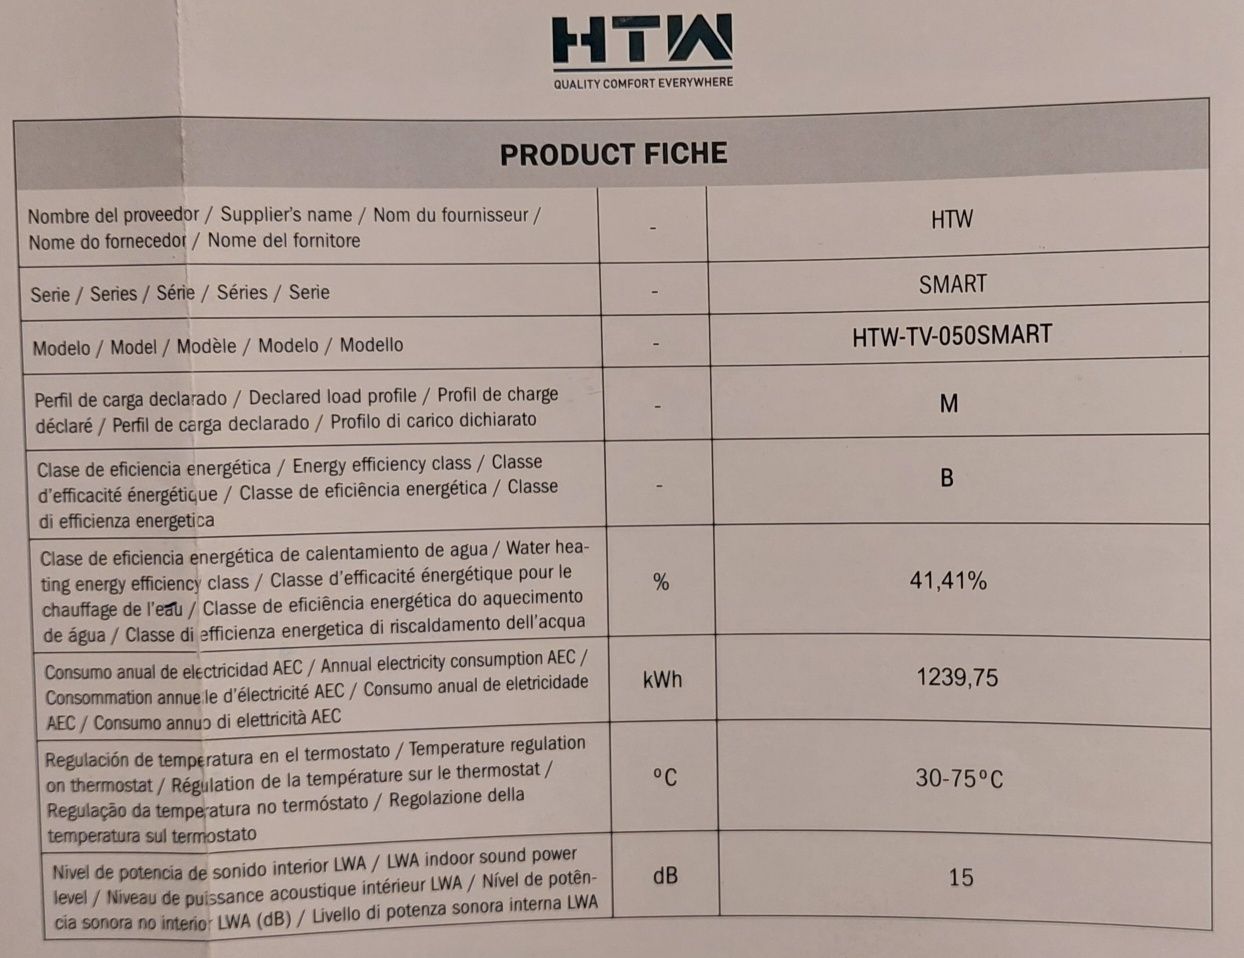 HTW
QUALITY COMFORT EVERYWHERE
PRODUCT FICHE
Nombre del proveedor / Supplier's name / Nom du fournisseur /
Nome do fornecedor / Nome del fornitore
-
HTW
Serie / Series / Série / Séries / Serie
-
SMART
Modelo / Model / Modèle / Modelo / Modello
-
HTW-TV-050SMART
Perfil de carga declarado / Declared load profile / Profil de charge
déclaré / Perfil de carga declarado / Profilo di carico dichiarato
-
M
Clase de eficiencia energética / Energy efficiency class / Classe
d'efficacité énergétique / Classe de eficiência energética / Classe
di efficienza energetica
-
B
Clase de eficiencia energética de calentamiento de agua / Water hea-
ting energy efficiency class / Classe d'efficacité énergétique pour le
chauffage de l'eau / Classe de eficiência energética do aquecimento
de água / Classe di efficienza energetica di riscaldamento dell'acqua
%
41,41%
Consumo anual de electricidad AEC / Annual electricity consumption AEC /
Consommation annuelle d'électricité AEC / Consumo anual de eletricidade
AEC / Consumo annuo di elettricità AEC
kWh
1239,75
Regulación de temperatura en el termostato / Temperature regulation
on thermostat / Régulation de la température sur le thermostat /
Regulação da temperatura no termóstato / Regolazione della
temperatura sul termostato
ºC
30-75ºC
Nivel de potencia de sonido interior LWA / LWA indoor sound power
level / Niveau de puissance acoustique intérieur LWA / Nível de potên-
cia sonora no interior LWA (dB) / Livello di potenza sonora interna LWA
dB
15